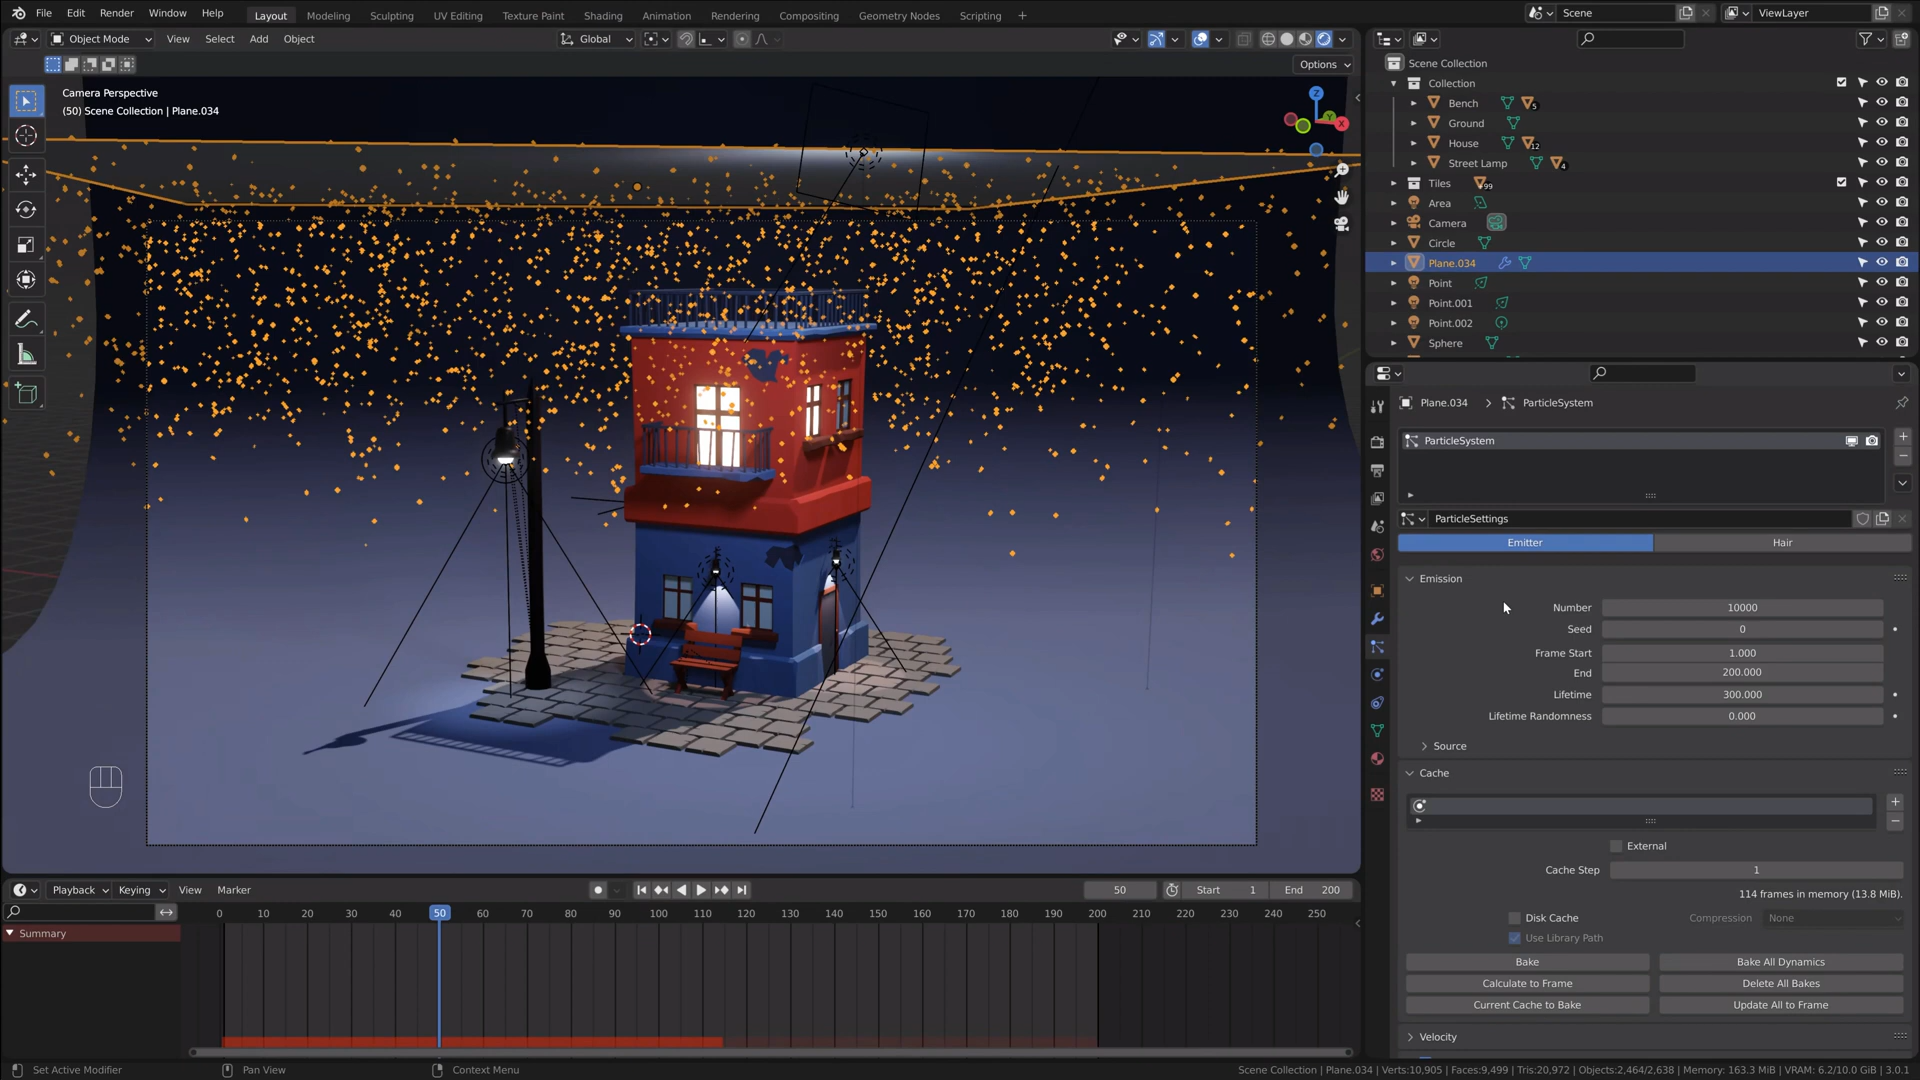 File Edit Render Window Help Layout Modeling Sculpting UV Editing Texture Paint Shading Animation Rendering Compositing Geometry Nodes Scripting + Scene ViewLayer
Object Mode View Select Add Object Global
Options
Camera Perspective
(50) Scene Collection | Plane.034
Z
Y
X
Scene Collection
Collection
Bench 5
Ground
House 12
Street Lamp 4
Tiles 99
Area
Camera
Circle
Plane.034
Point
Point.001
Point.002
Sphere
Plane.034 > ParticleSystem
ParticleSystem
ParticleSettings
Emitter Hair
Emission
Number 10000
Seed 0
Frame Start 1.000
End 200.000
Lifetime 300.000
Lifetime Randomness 0.000
Source
Cache
External
Cache Step 1
114 frames in memory (13.8 MiB).
Disk Cache Compression None
Use Library Path
Bake Bake All Dynamics
Calculate to Frame Delete All Bakes
Current Cache to Bake Update All to Frame
Velocity
Playback Keying View Marker 50 Start 1 End 200
0 10 20 30 40 50 60 70 80 90 100 110 120 130 140 150 160 170 180 190 200 210 220 230 240 250
Summary
Set Active Modifier Pan View Context Menu Scene Collection | Plane.034 | Verts:10,905 | Faces:9,499 | Tris:20,972 | Objects:2,464/2,638 | Memory: 163.3 MiB | VRAM: 6.2/10.0 GiB | 3.0.1